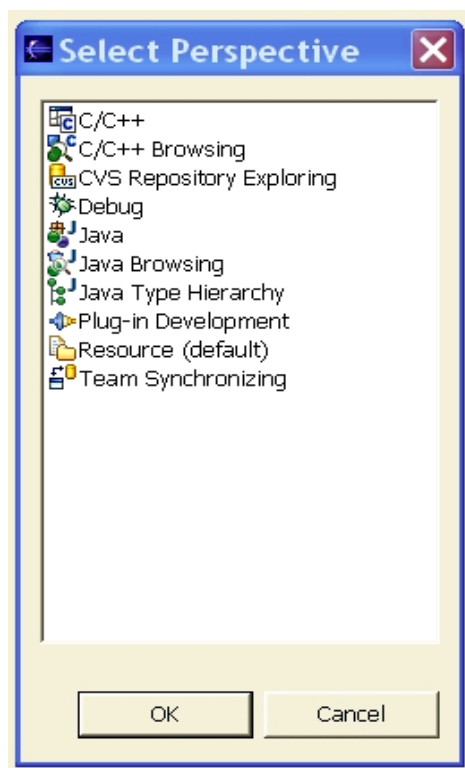 Select Perspective
C/C++
C/C++ Browsing
CVS Repository Exploring
Debug
Java
Java Browsing
Java Type Hierarchy
Plug-in Development
Resource (default)
Team Synchronizing
OK Cancel